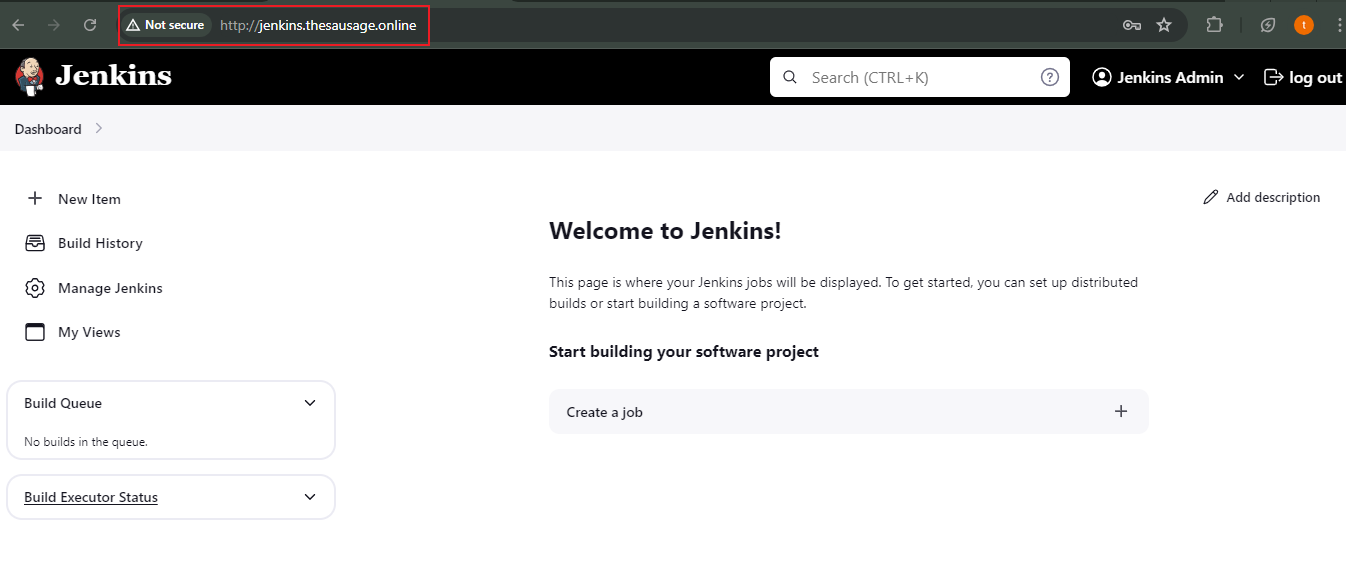 Not secure http://jenkins.thesausage.online
t
Jenkins
Search (CTRL+K)
?
Jenkins Admin
log out
Dashboard
New Item
Build History
Manage Jenkins
My Views
Build Queue
No builds in the queue.
Build Executor Status
Add description
Welcome to Jenkins!
This page is where your Jenkins jobs will be displayed. To get started, you can set up distributed
builds or start building a software project.
Start building your software project
Create a job